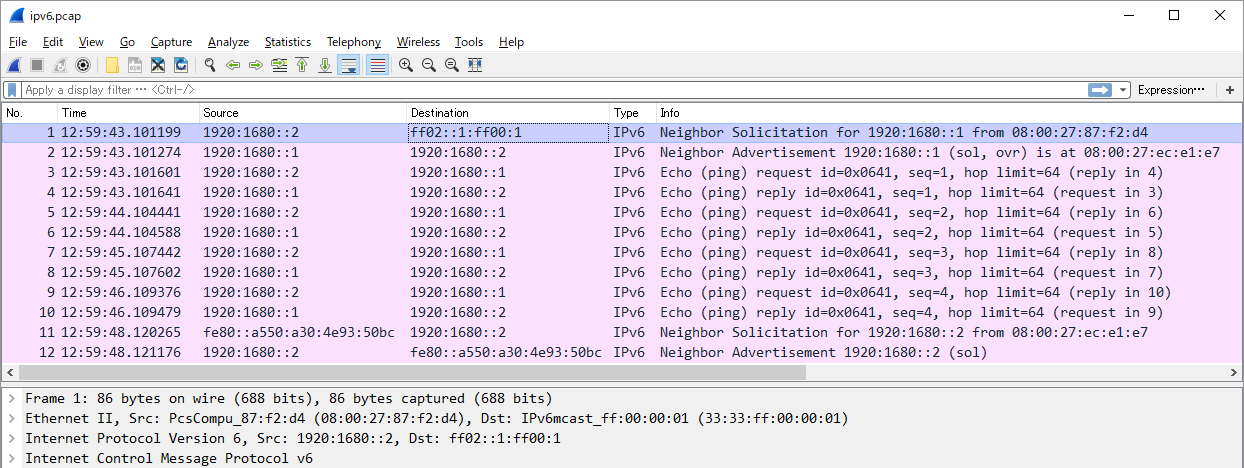 ipv6.pcap
File Edit View Go Capture Analyze Statistics Telephony Wireless Tools Help
Apply a display filter ··· <Ctrl-/> Expression··· +
No. Time Source Destination Type Info
1 12:59:43.101199 1920:1680::2 ff02::1:ff00:1 IPv6 Neighbor Solicitation for 1920:1680::1 from 08:00:27:87:f2:d4
2 12:59:43.101274 1920:1680::1 1920:1680::2 IPv6 Neighbor Advertisement 1920:1680::1 (sol, ovr) is at 08:00:27:ec:e1:e7
3 12:59:43.101601 1920:1680::2 1920:1680::1 IPv6 Echo (ping) request id=0x0641, seq=1, hop limit=64 (reply in 4)
4 12:59:43.101641 1920:1680::1 1920:1680::2 IPv6 Echo (ping) reply id=0x0641, seq=1, hop limit=64 (request in 3)
5 12:59:44.104441 1920:1680::2 1920:1680::1 IPv6 Echo (ping) request id=0x0641, seq=2, hop limit=64 (reply in 6)
6 12:59:44.104588 1920:1680::1 1920:1680::2 IPv6 Echo (ping) reply id=0x0641, seq=2, hop limit=64 (request in 5)
7 12:59:45.107442 1920:1680::2 1920:1680::1 IPv6 Echo (ping) request id=0x0641, seq=3, hop limit=64 (reply in 8)
8 12:59:45.107602 1920:1680::1 1920:1680::2 IPv6 Echo (ping) reply id=0x0641, seq=3, hop limit=64 (request in 7)
9 12:59:46.109376 1920:1680::2 1920:1680::1 IPv6 Echo (ping) request id=0x0641, seq=4, hop limit=64 (reply in 10)
10 12:59:46.109479 1920:1680::1 1920:1680::2 IPv6 Echo (ping) reply id=0x0641, seq=4, hop limit=64 (request in 9)
11 12:59:48.120265 fe80::a550:a30:4e93:50bc 1920:1680::2 IPv6 Neighbor Solicitation for 1920:1680::2 from 08:00:27:ec:e1:e7
12 12:59:48.121176 1920:1680::2 fe80::a550:a30:4e93:50bc IPv6 Neighbor Advertisement 1920:1680::2 (sol)
Frame 1: 86 bytes on wire (688 bits), 86 bytes captured (688 bits)
Ethernet II, Src: PcsCompu_87:f2:d4 (08:00:27:87:f2:d4), Dst: IPv6mcast_ff:00:00:01 (33:33:ff:00:00:01)
Internet Protocol Version 6, Src: 1920:1680::2, Dst: ff02::1:ff00:1
Internet Control Message Protocol v6